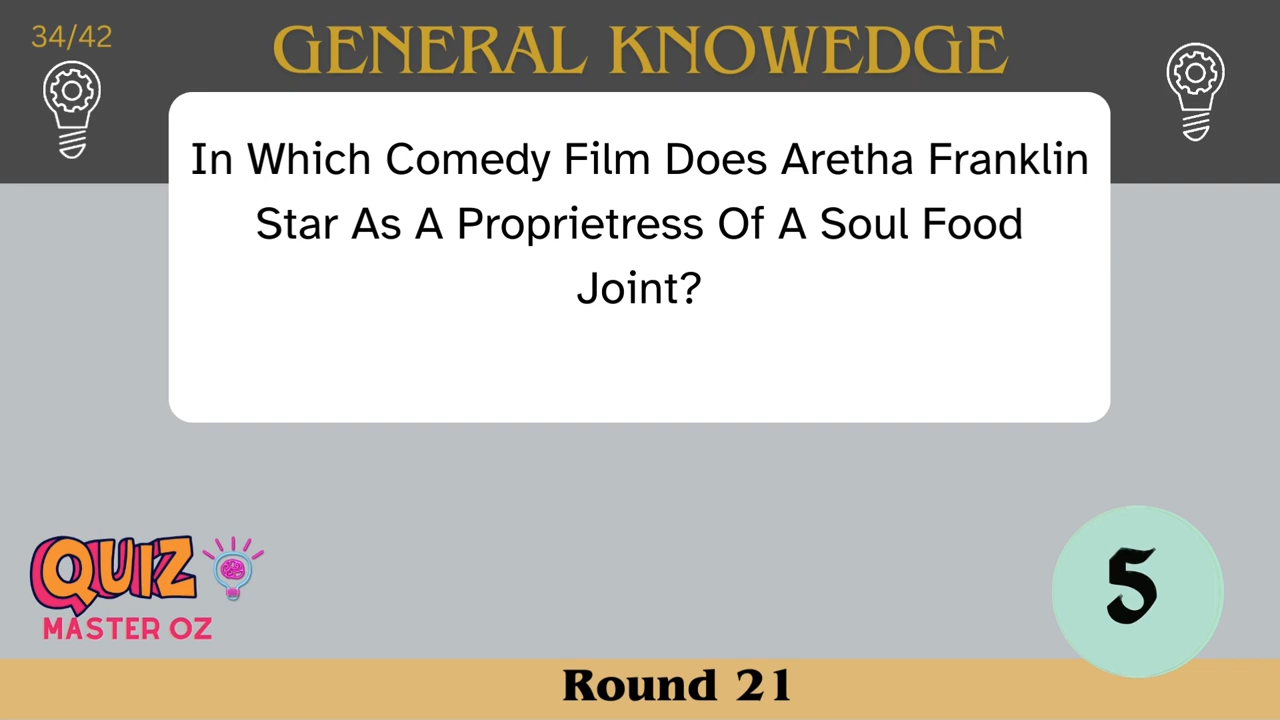 34/42
GENERAL KNOWEDGE
In Which Comedy Film Does Aretha Franklin
Star As A Proprietress Of A Soul Food
Joint?
5
QUIZ
MASTER OZ
Round 21